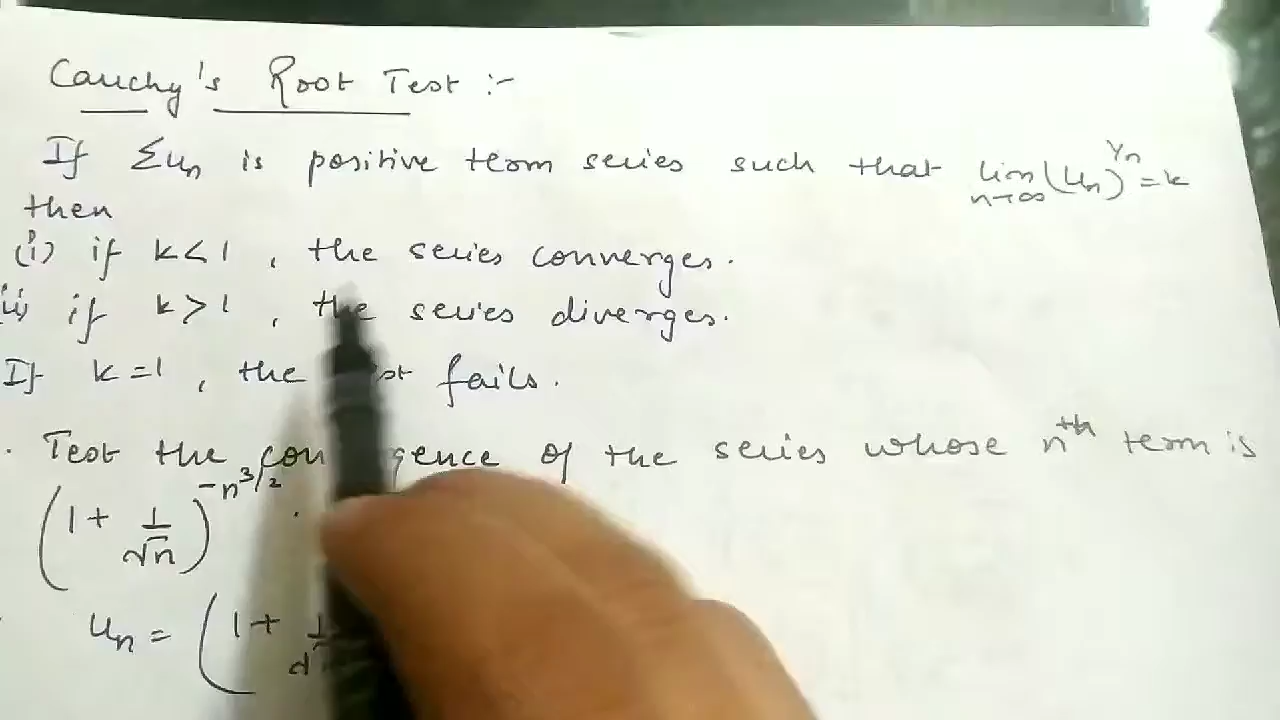 Cauchy's Root Test :-
If Σuₙ is positive term series such that lim n→∞ (uₙ)^1/n = k
then
(i) if k < 1 , the series converges.
(ii) if k > 1 , the series diverges.
If k = 1 , the fails.
. Test the of the series whose nth term is
(1 + 1/√n)^-n^3/2 .
uₙ = (1 + 1